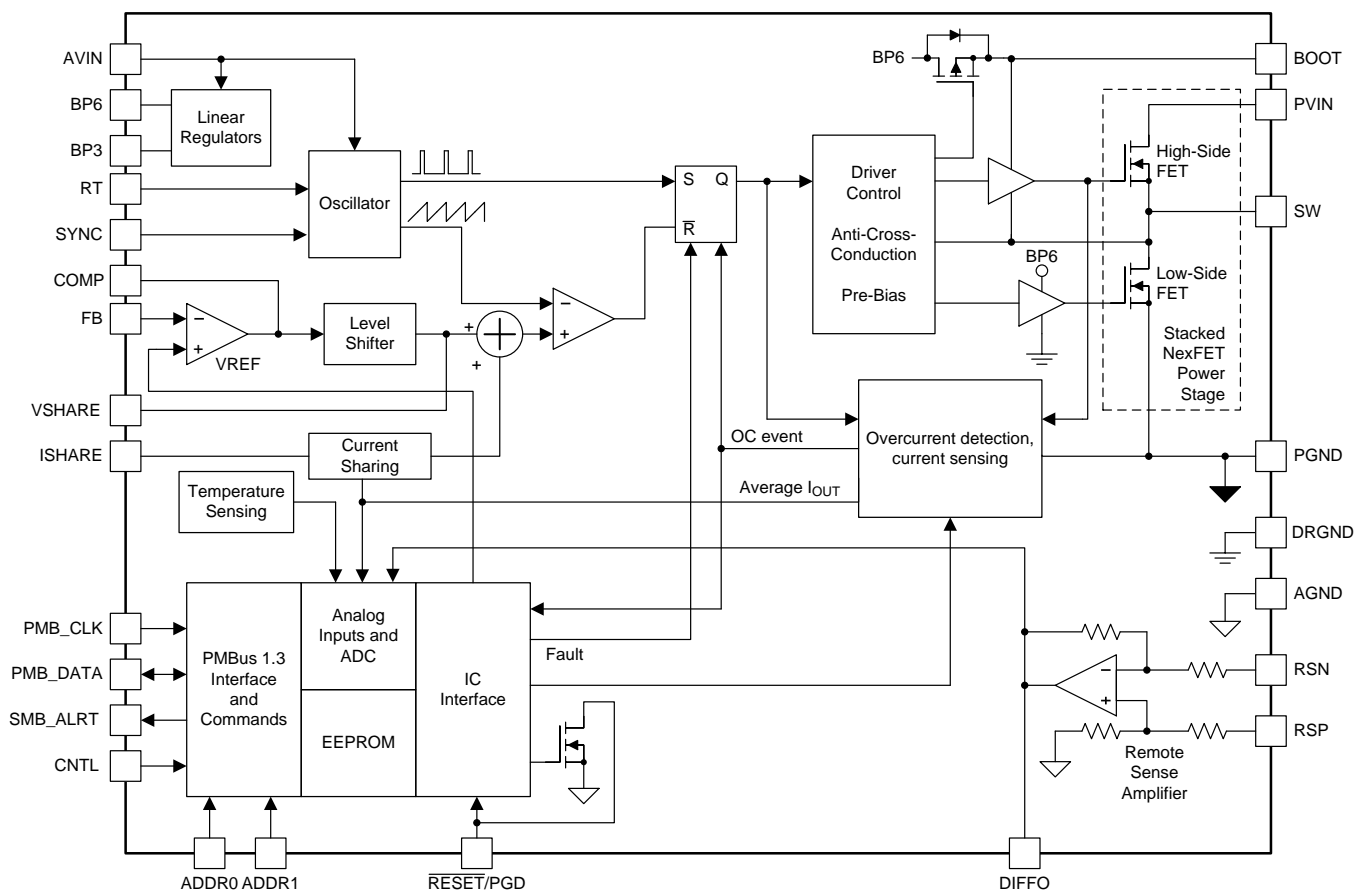 AVIN
BP6
BP3
RT
SYNC
COMP
FB
VSHARE
ISHARE
PMB_CLK
PMB_DATA
SMB_ALRT
CNTL
Linear
Regulators
Oscillator
Level
Shifter
VREF
−
+
+
+
−
+
Current
Sharing
Temperature
Sensing
S Q
R̅
BP6
Driver
Control
Anti-Cross-
Conduction
Pre-Bias
BP6
High-Side
FET
Low-Side
FET
Stacked
NexFET
Power
Stage
OC event
Overcurrent detection,
current sensing
Average IOUT
PMBus 1.3
Interface
and
Commands
Analog
Inputs and
ADC
EEPROM
IC
Interface
Fault
−
+
Remote
Sense
Amplifier
BOOT
PVIN
SW
PGND
DRGND
AGND
RSN
RSP
ADDR0 ADDR1
R̅E̅S̅E̅T̅/PGD
DIFFO